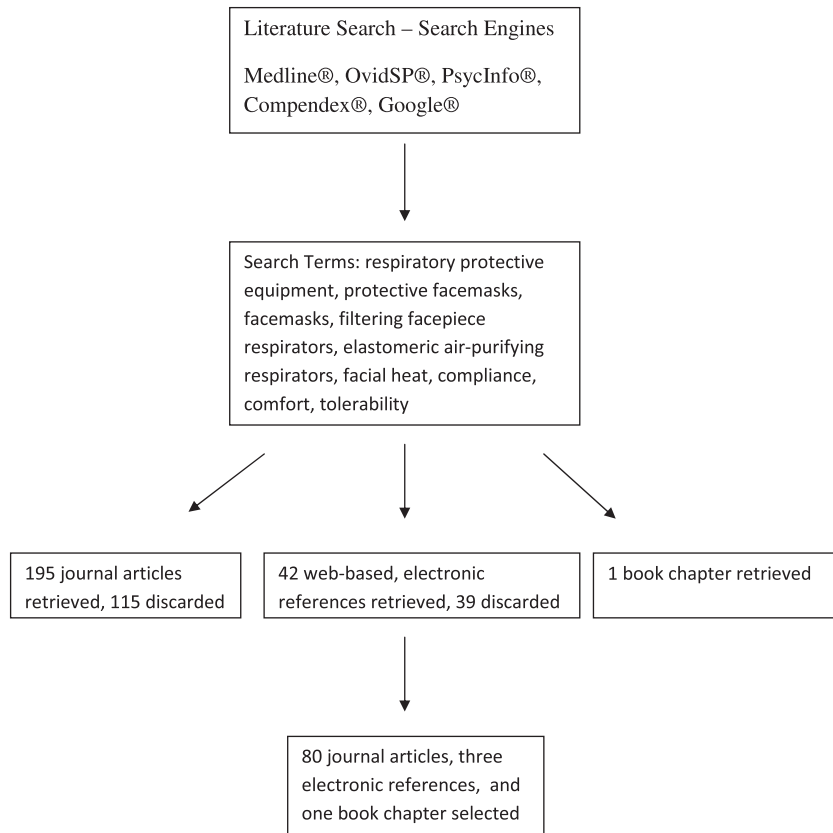 Literature Search – Search Engines
Medline®, OvidSP®, PsycInfo®,
Compendex®, Google®
Search Terms: respiratory protective
equipment, protective facemasks,
facemasks, filtering facepiece
respirators, elastomeric air-purifying
respirators, facial heat, compliance,
comfort, tolerability
195 journal articles
retrieved, 115 discarded
42 web-based, electronic
references retrieved, 39 discarded
1 book chapter retrieved
80 journal articles, three
electronic references,  and
one book chapter selected